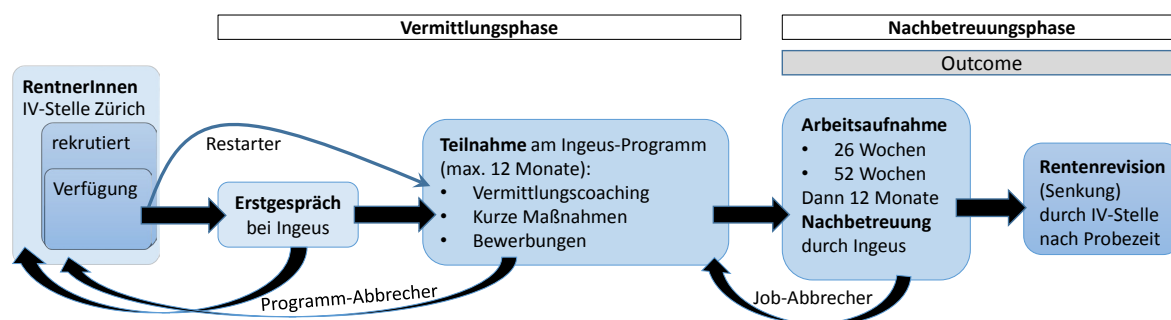 Vermittlungsphase
Nachbetreuungsphase
Outcome
RentnerInnen
IV-Stelle Zürich
rekrutiert
Verfügung
Restarter
Erstgespräch
bei Ingeus
Teilnahme am Ingeus-Programm
(max. 12 Monate):
• Vermittlungscoaching
• Kurze Maßnahmen
• Bewerbungen
Arbeitsaufnahme
• 26 Wochen
• 52 Wochen
Dann 12 Monate
Nachbetreuung
durch Ingeus
Rentenrevision
(Senkung)
durch IV-Stelle
nach Probezeit
Programm-Abbrecher
Job-Abbrecher